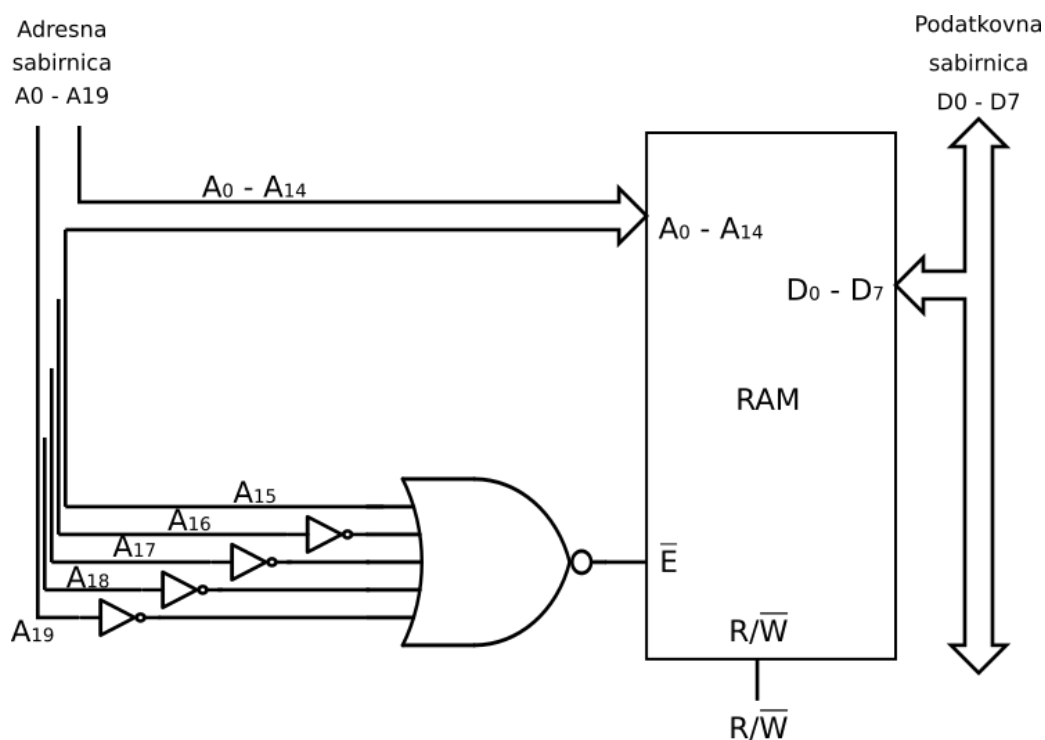 Adresna
sabirnica
A0 - A19
Podatkovna
sabirnica
D0 - D7
A0 - A14
A0 - A14
D0 - D7
RAM
A15
A16
A17
A18
A19
E̅
R/W̅
R/W̅